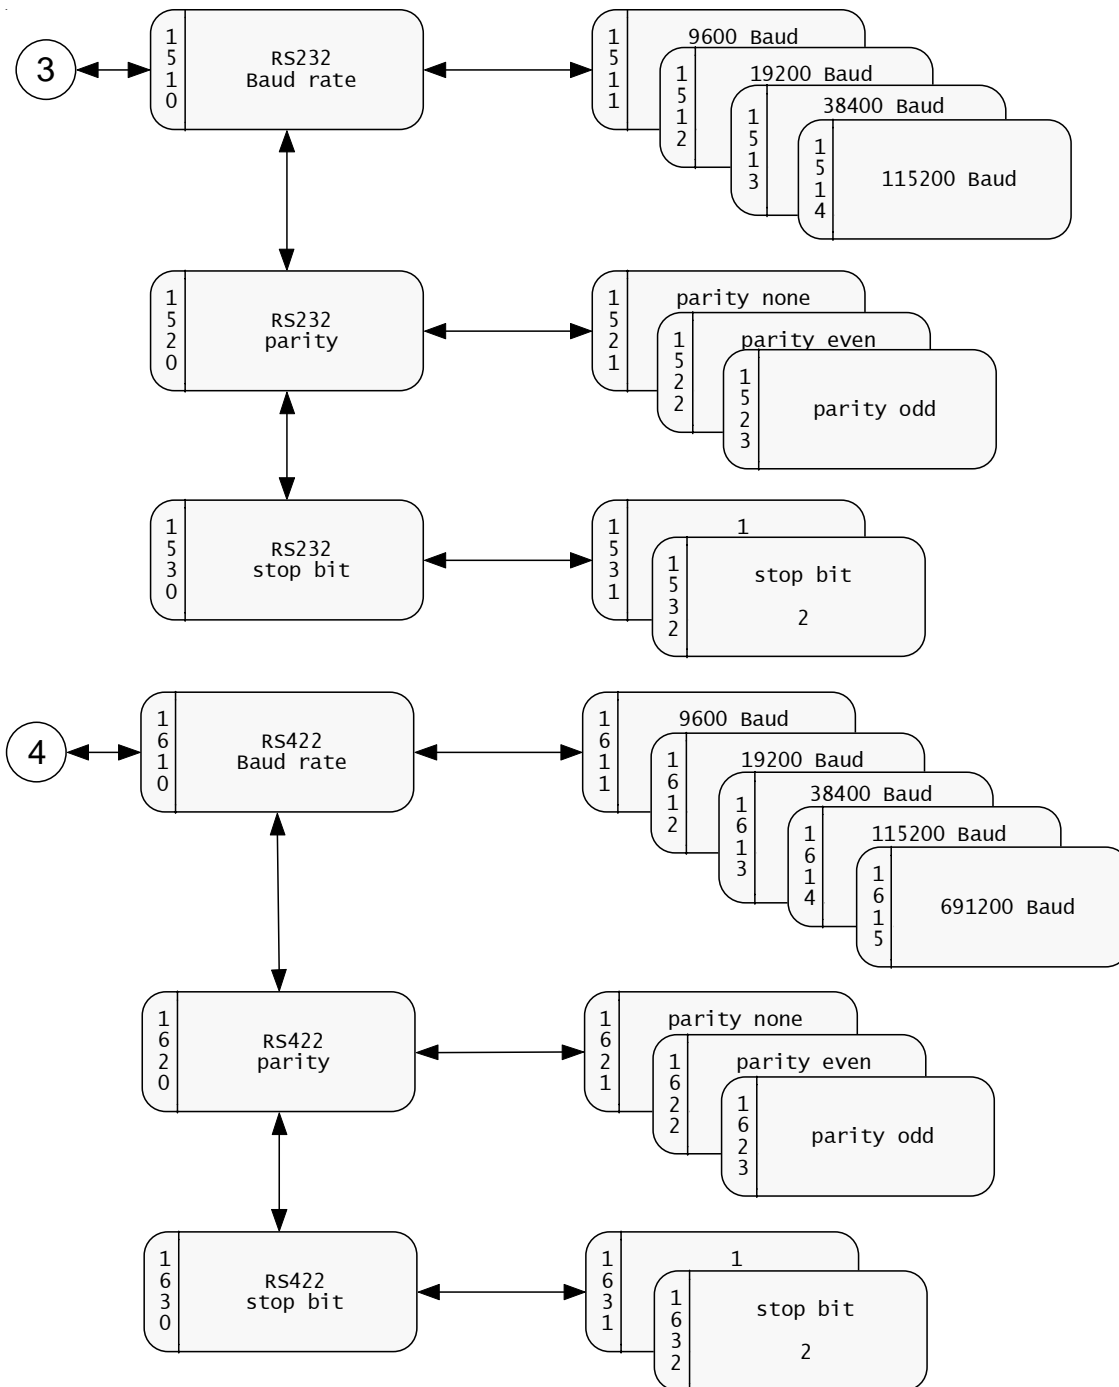 3
1510
RS232
Baud rate
1511
9600 Baud
1512
19200 Baud
1513
38400 Baud
1514
115200 Baud
1520
RS232
parity
1521
parity none
1522
parity even
1523
parity odd
1530
RS232
stop bit
1531
1
1532
stop bit
2
4
1610
RS422
Baud rate
1611
9600 Baud
1612
19200 Baud
1613
38400 Baud
1614
115200 Baud
1615
691200 Baud
1620
RS422
parity
1621
parity none
1622
parity even
1623
parity odd
1630
RS422
stop bit
1631
1
1632
stop bit
2